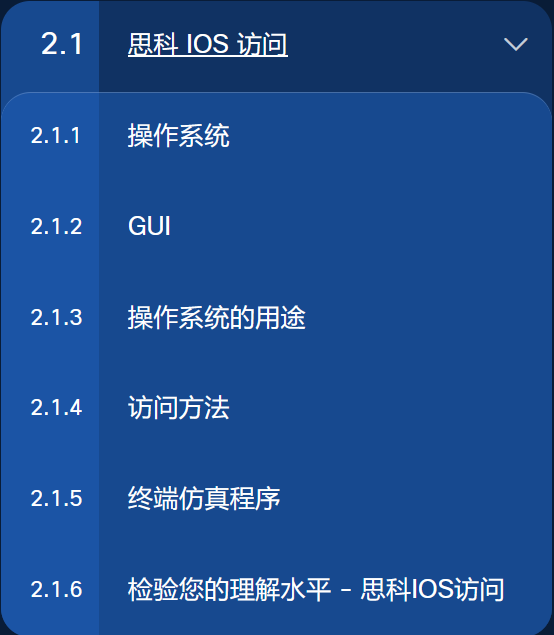 2.1 思科 IOS 访问
2.1.1 操作系统
2.1.2 GUI
2.1.3 操作系统的用途
2.1.4 访问方法
2.1.5 终端仿真程序
2.1.6 检验您的理解水平 - 思科IOS访问